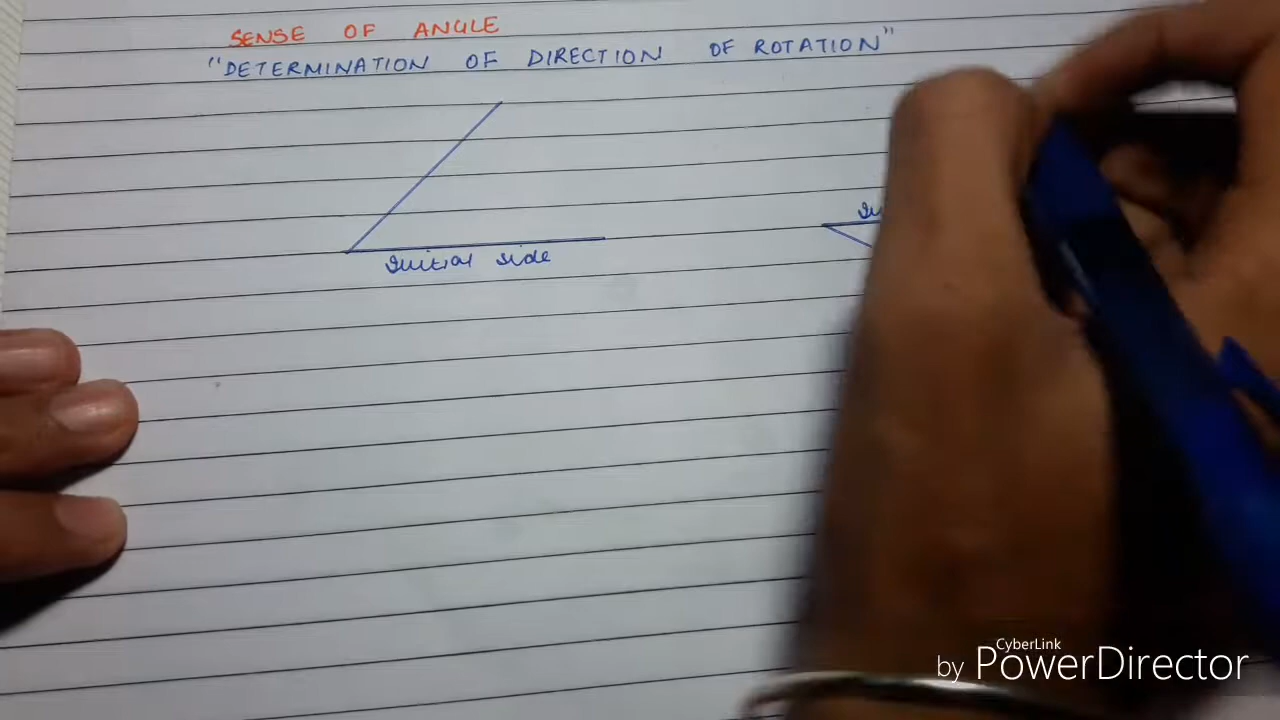 SENSE OF ANGLE
"DETERMINATION OF DIRECTION OF ROTATION"
Initial side
CyberLink
by PowerDirector